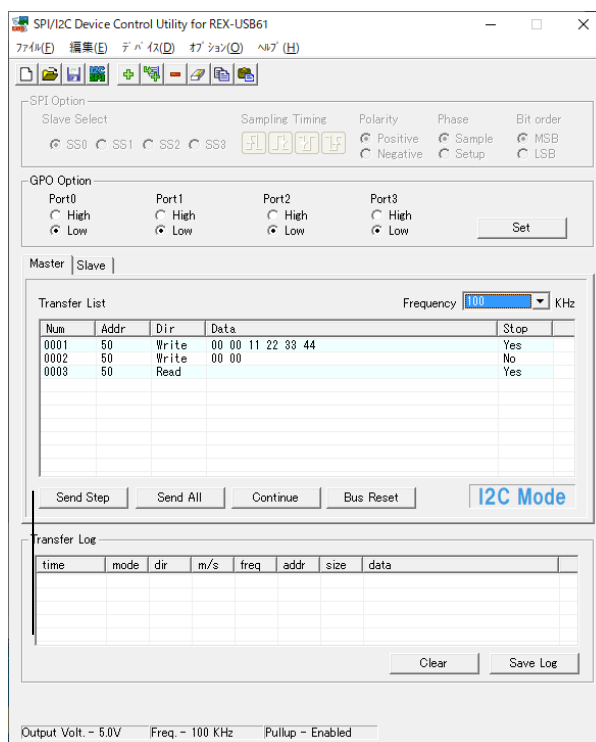 SPI/I2C Device Control Utility for REX-USB61
ファイル(F) 編集(E) デバイス(D) オプション(O) ヘルプ(H)
SPI Option
Slave Select Sampling Timing Polarity Phase Bit order
SS0 SS1 SS2 SS3 Positive Sample MSB
Negative Setup LSB
GPO Option
Port0 Port1 Port2 Port3
High High High High
Low Low Low Low Set
Master Slave
Transfer List Frequency 100 KHz
Num Addr Dir Data Stop
0001 50 Write 00 00 11 22 33 44 Yes
0002 50 Write 00 00 No
0003 50 Read Yes
Send Step Send All Continue Bus Reset I2C Mode
Transfer Log
time mode dir m/s freq addr size data
Clear Save Log
Output Volt. - 5.0V Freq. - 100 KHz Pullup - Enabled